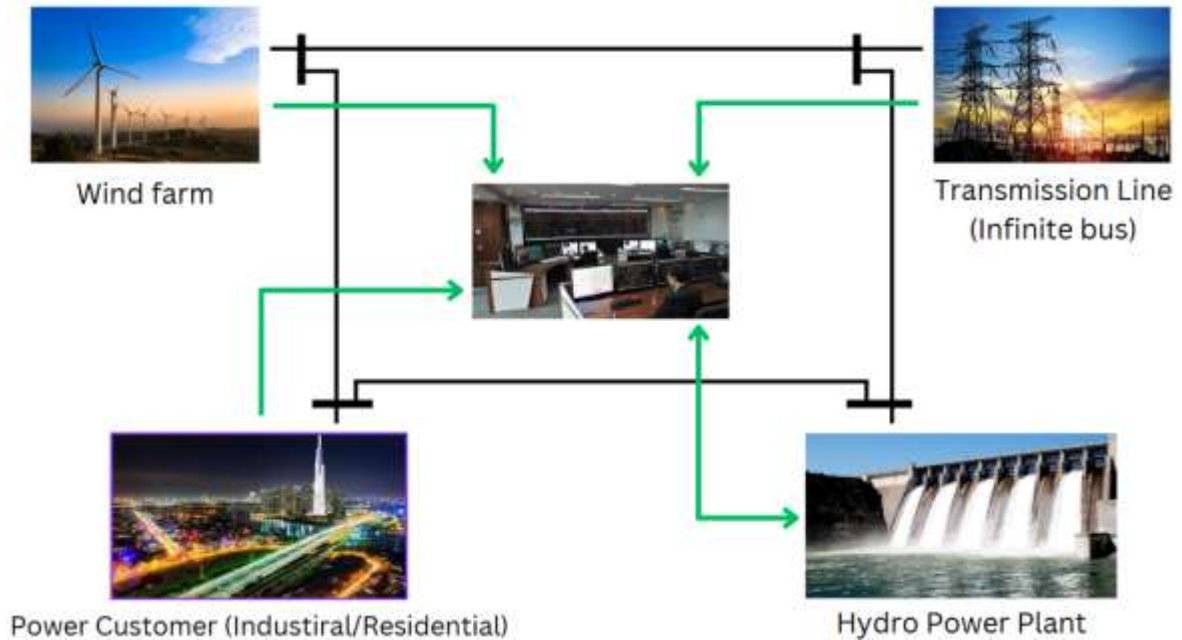 Wind farm
Transmission Line
(Infinite bus)
Power Customer (Industiral/Residential)
Hydro Power Plant